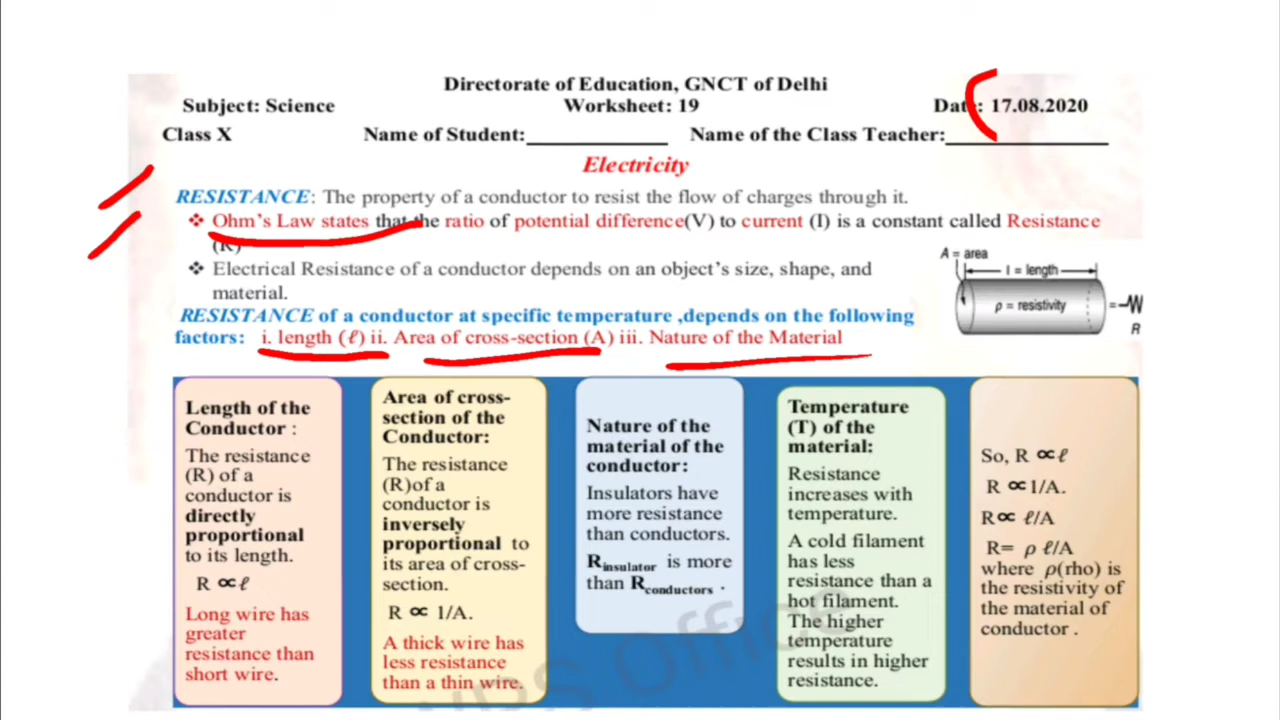 Directorate of Education, GNCT of Delhi
Subject: Science Worksheet: 19 Date: 17.08.2020
Class X Name of Student:__________ Name of the Class Teacher:__________
Electricity
RESISTANCE: The property of a conductor to resist the flow of charges through it.
❖ Ohm's Law states that the ratio of potential difference(V) to current (I) is a constant called Resistance
(R)
❖ Electrical Resistance of a conductor depends on an object's size, shape, and
material.
A = area
l = length
ρ = resistivity
=
R
RESISTANCE of a conductor at specific temperature ,depends on the following
factors: i. length (ℓ) ii. Area of cross-section (A) iii. Nature of the Material
Length of the
Conductor :
The resistance
(R) of a
conductor is
directly
proportional
to its length.
R ∝ℓ
Long wire has
greater
resistance than
short wire.
Area of cross-
section of the
Conductor:
The resistance
(R)of a
conductor is
inversely
proportional to
its area of cross-
section.
R ∝ 1/A.
A thick wire has
less resistance
than a thin wire.
Nature of the
material of the
conductor:
Insulators have
more resistance
than conductors.
Rinsulator is more
than Rconductors .
Temperature
(T) of the
material:
Resistance
increases with
temperature.
A cold filament
has less
resistance than a
hot filament.
The higher
temperature
results in higher
resistance.
So, R ∝ℓ
R ∝1/A.
R∝ ℓ/A
R= ρ ℓ/A
where ρ(rho) is
the resistivity of
the material of
conductor .
Office